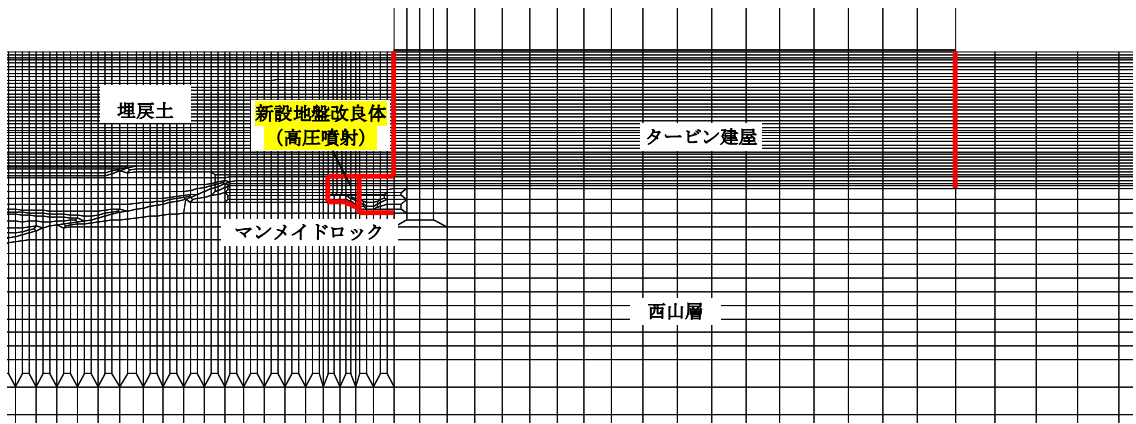 埋戻土
新設地盤改良体
（高圧噴射）
タービン建屋
マンメイドロック
西山層